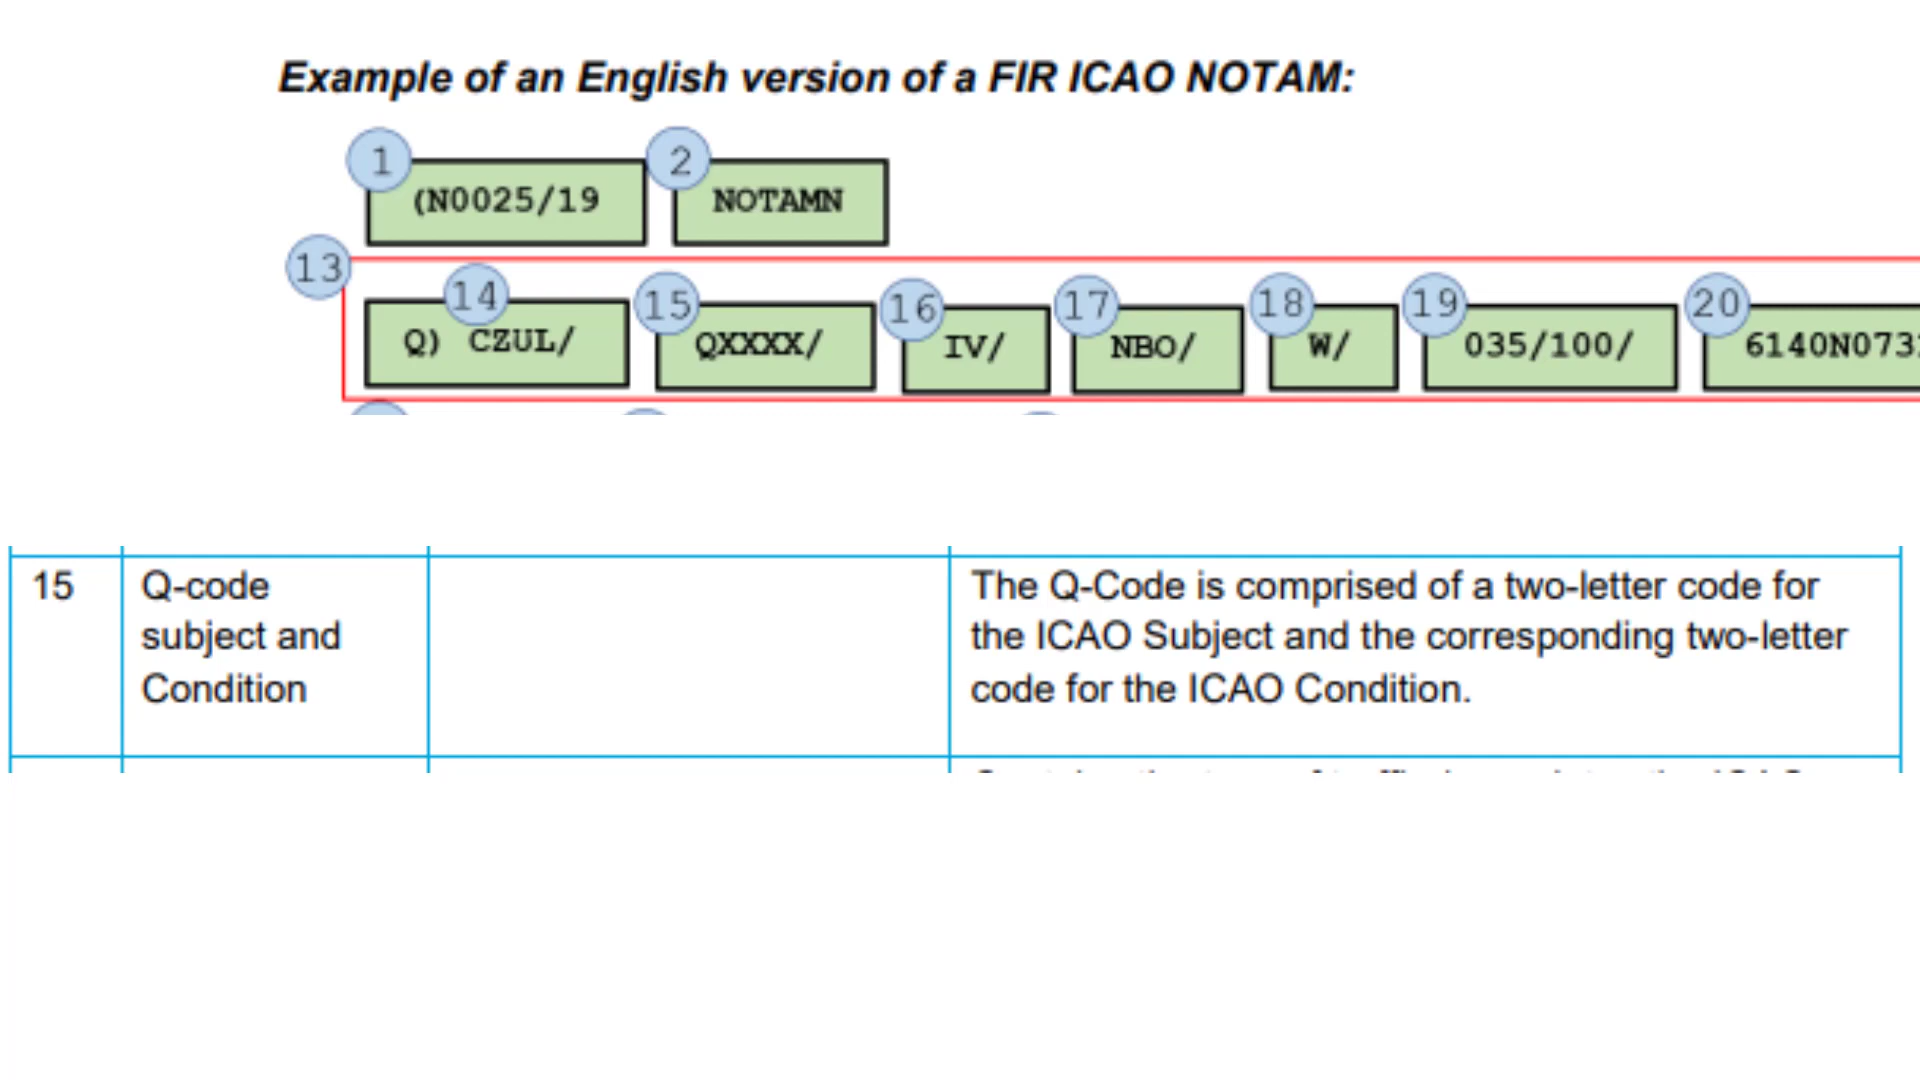 Example of an English version of a FIR ICAO NOTAM:
1 (N0025/19 2 NOTAMN
13
14 Q) CZUL/ 15 QXXXX/ 16 IV/ 17 NBO/ 18 W/ 19 035/100/ 20 6140N073
15 Q-code The Q-Code is comprised of a two-letter code for
subject and the ICAO Subject and the corresponding two-letter
Condition code for the ICAO Condition.